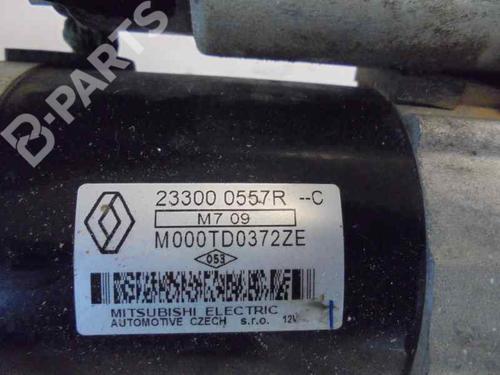 B-PARTS
23300 0557R --C
M7 09
M000TD0372ZE
053
MITSUBISHI ELECTRIC
AUTOMOTIVE CZECH s.r.o. 12V